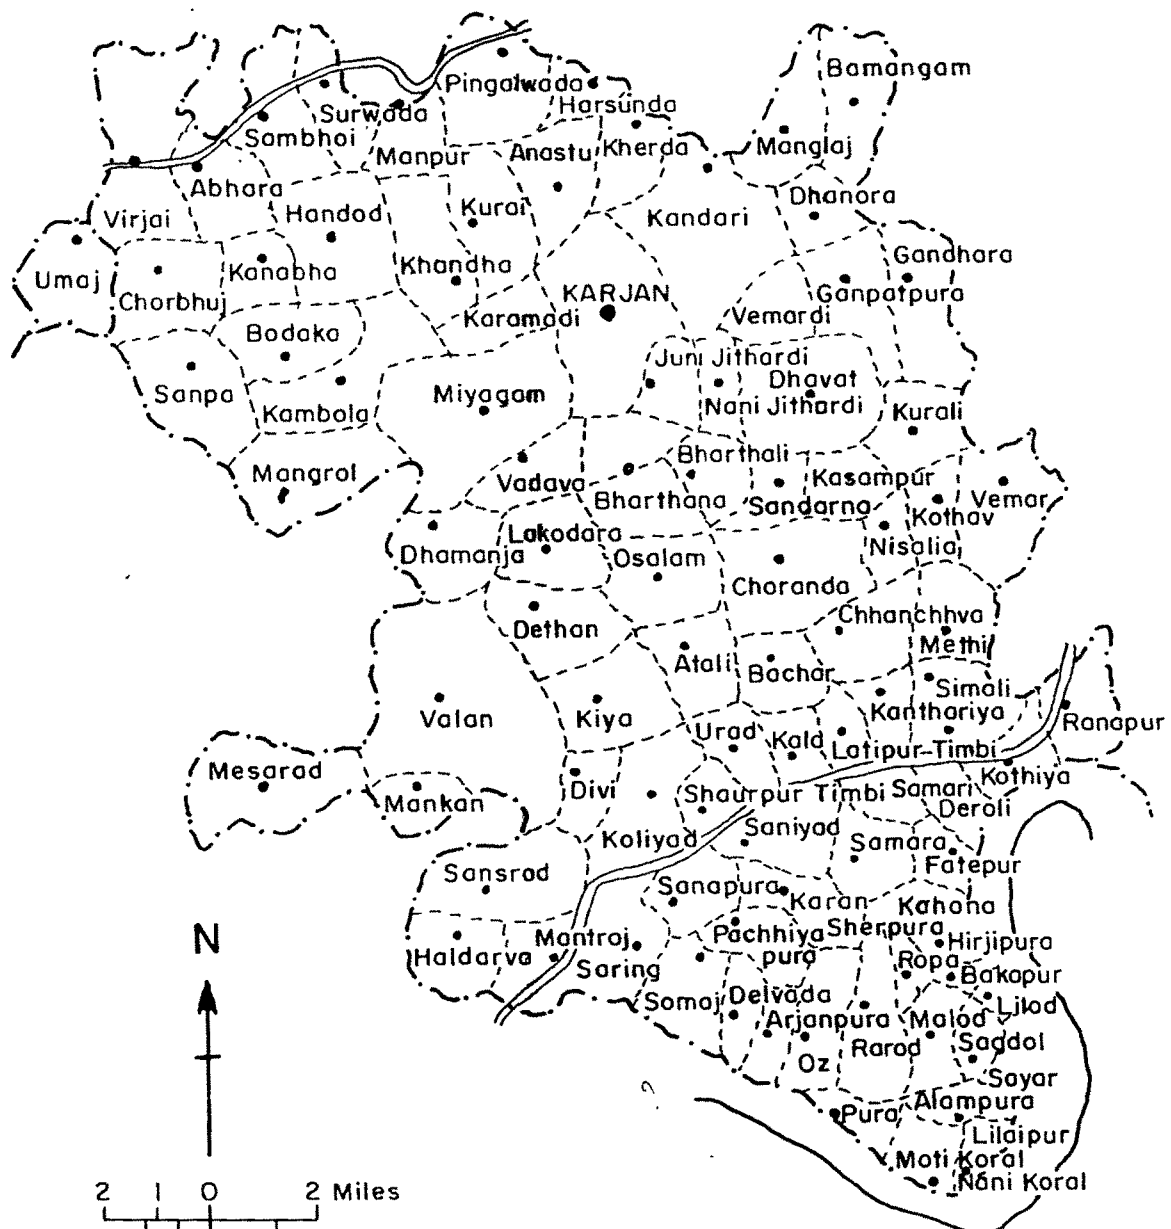 Bamangam
Pingalwada
Surwada
Harsunda
Sambhoi
Manpur
Anastu
Kherda
Manglaj
Abhara
Dhanora
Virjai
Handod
Kurai
Kandari
Umaj
Kanabha
Khandha
Gandhara
Chorbhuj
KARJAN
Ganpatpura
Bodaka
Karamadi
Vemardi
Juni Jithardi
Sanpa
Miyagam
Dhavat
Kambola
Nani Jithardi
Kurali
Mangrol
Vadava
Bharthali
Kasampur
Bharthana
Sandarna
Kothav
Vemar
Dhamanja
Lakodara
Osalam
Nisalia
Choranda
Dethan
Chhanchhva
Methi
Atali
Bachar
Simali
Valan
Kiya
Kanthariya
Ranapur
Urad
Kala
Latipur-Timbi
Mesarad
Kothiya
Mankan
Divi
Shaurpur Timbi
Samari
Deroli
Koliyad
Saniyad
Samara
Fatepur
Sansrod
Sanapura
Karan
Kahana
N
Haldarva
Mantroj
Pachhiya
pura
Sherpura
Hirjipura
Saring
Ropa
Bakapur
Somaj
Delvada
Lilod
Arjanpura
Malod
Oz
Rarod
Saddol
Sayar
Pura
Alampura
Lilaipur
Moti Koral
Nani Koral
2 1 0 2 Miles